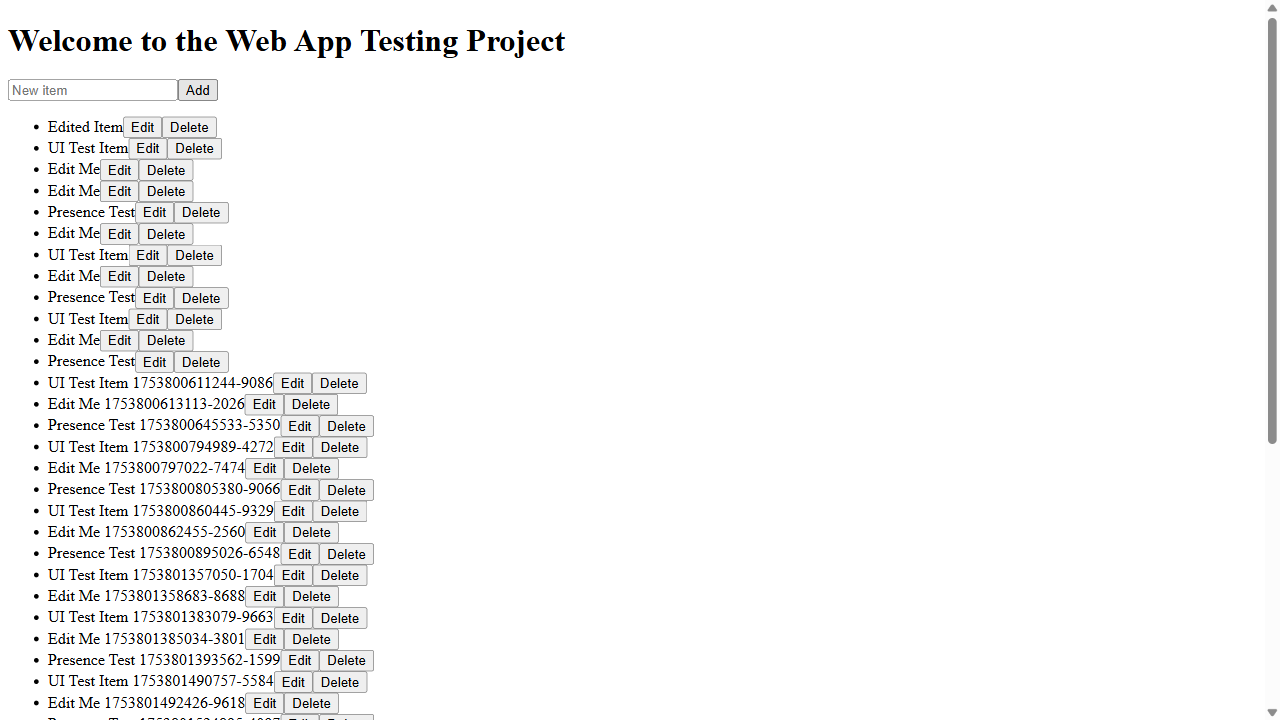 Welcome to the Web App Testing Project
New item Add
Edited Item Edit Delete
UI Test Item Edit Delete
Edit Me Edit Delete
Edit Me Edit Delete
Presence Test Edit Delete
Edit Me Edit Delete
UI Test Item Edit Delete
Edit Me Edit Delete
Presence Test Edit Delete
UI Test Item Edit Delete
Edit Me Edit Delete
Presence Test Edit Delete
UI Test Item 1753800611244-9086 Edit Delete
Edit Me 1753800613113-2026 Edit Delete
Presence Test 1753800645533-5350 Edit Delete
UI Test Item 1753800794989-4272 Edit Delete
Edit Me 1753800797022-7474 Edit Delete
Presence Test 1753800805380-9066 Edit Delete
UI Test Item 1753800860445-9329 Edit Delete
Edit Me 1753800862455-2560 Edit Delete
Presence Test 1753800895026-6548 Edit Delete
UI Test Item 1753801357050-1704 Edit Delete
Edit Me 1753801358683-8688 Edit Delete
UI Test Item 1753801383079-9663 Edit Delete
Edit Me 1753801385034-3801 Edit Delete
Presence Test 1753801393562-1599 Edit Delete
UI Test Item 1753801490757-5584 Edit Delete
Edit Me 1753801492426-9618 Edit Delete